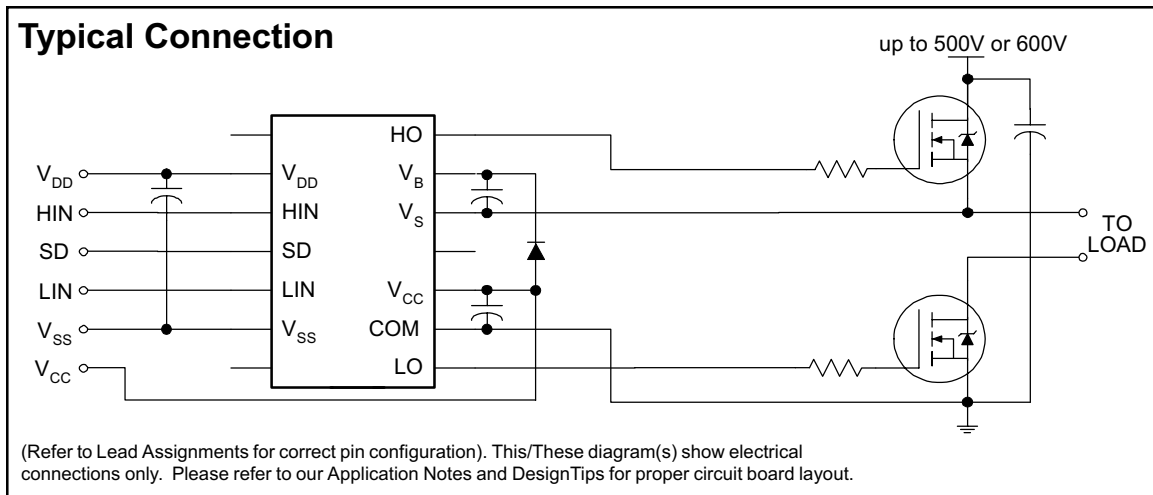 Typical Connection
up to 500V or 600V
HO
VDD
VDD
VB
HIN
HIN
VS
TO
LOAD
SD
SD
LIN
LIN
VCC
VSS
VSS
COM
VCC
LO
(Refer to Lead Assignments for correct pin configuration). This/These diagram(s) show electrical
connections only. Please refer to our Application Notes and DesignTips for proper circuit board layout.